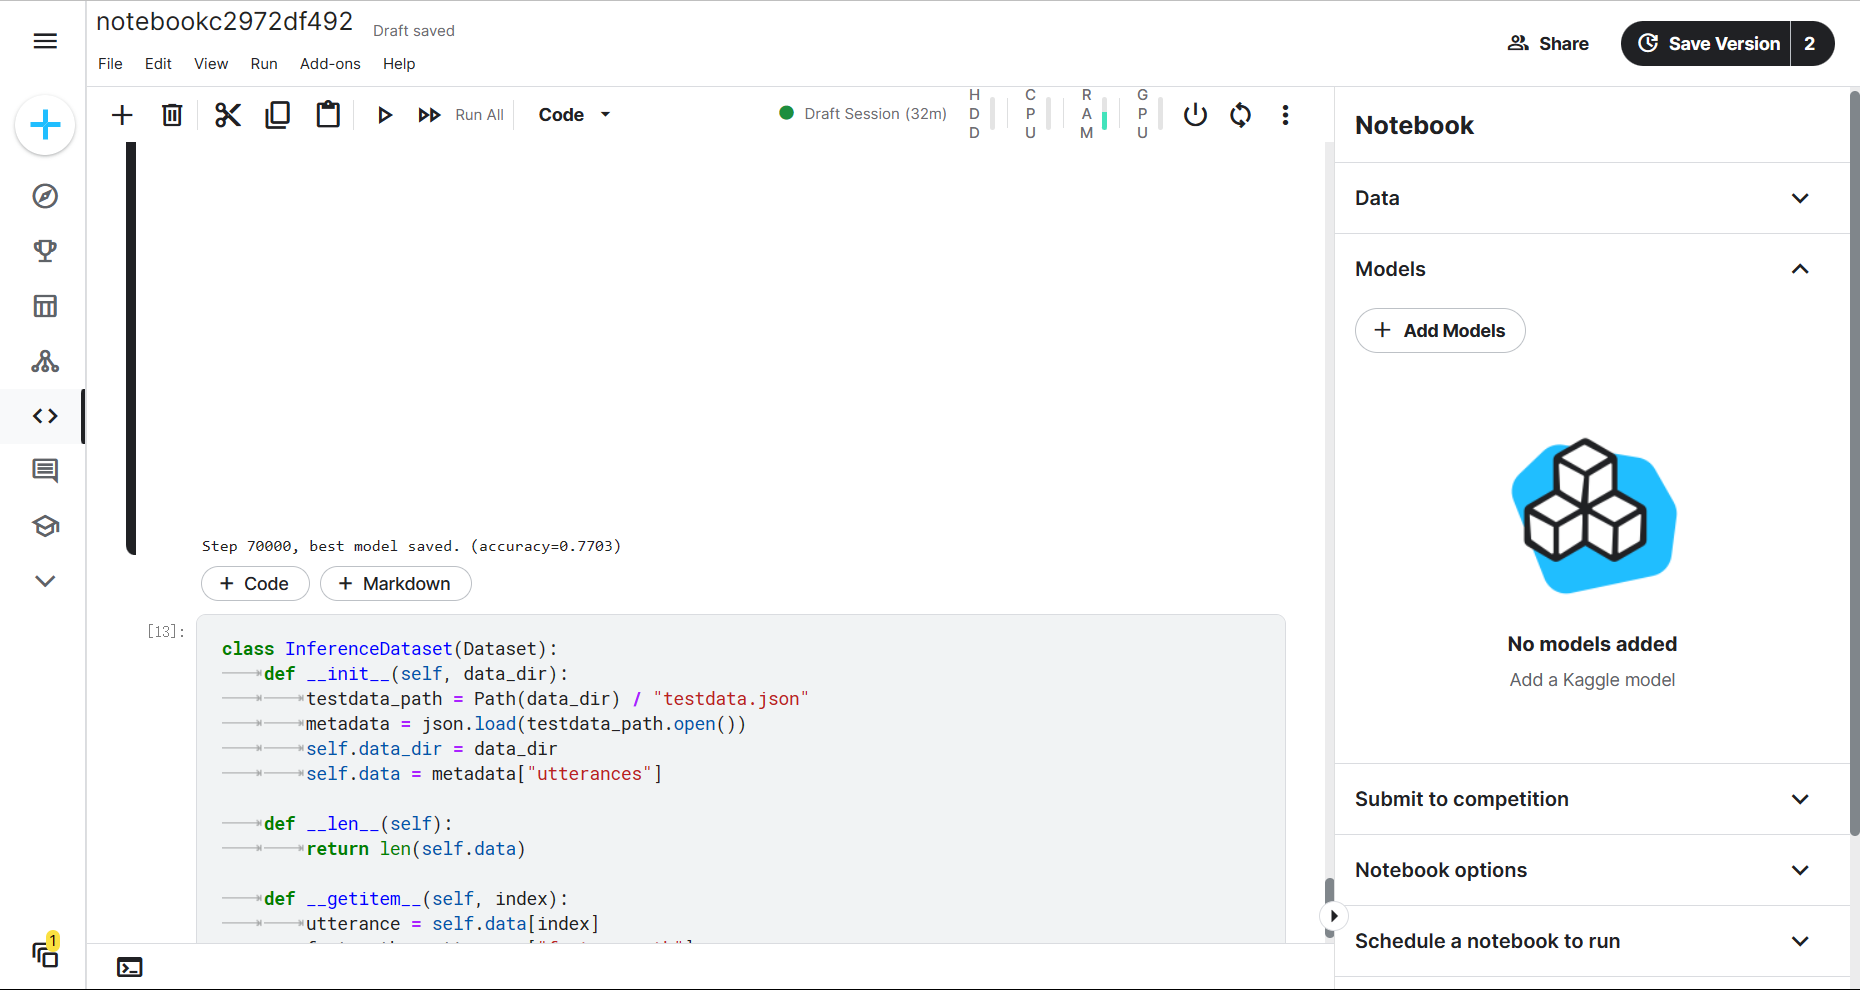 notebookc2972df492
Draft saved
File Edit View Run Add-ons Help
Share
Save Version 2
Run All
Code
Draft Session (32m)
HDD
CPU
RAM
GPU
Step 70000, best model saved. (accuracy=0.7703)
+ Code
+ Markdown
[13]:
class InferenceDataset(Dataset):
def __init__(self, data_dir):
testdata_path = Path(data_dir) / "testdata.json"
metadata = json.load(testdata_path.open())
self.data_dir = data_dir
self.data = metadata["utterances"]
def __len__(self):
return len(self.data)
def __getitem__(self, index):
utterance = self.data[index]
Notebook
Data
Models
+ Add Models
No models added
Add a Kaggle model
Submit to competition
Notebook options
Schedule a notebook to run
1